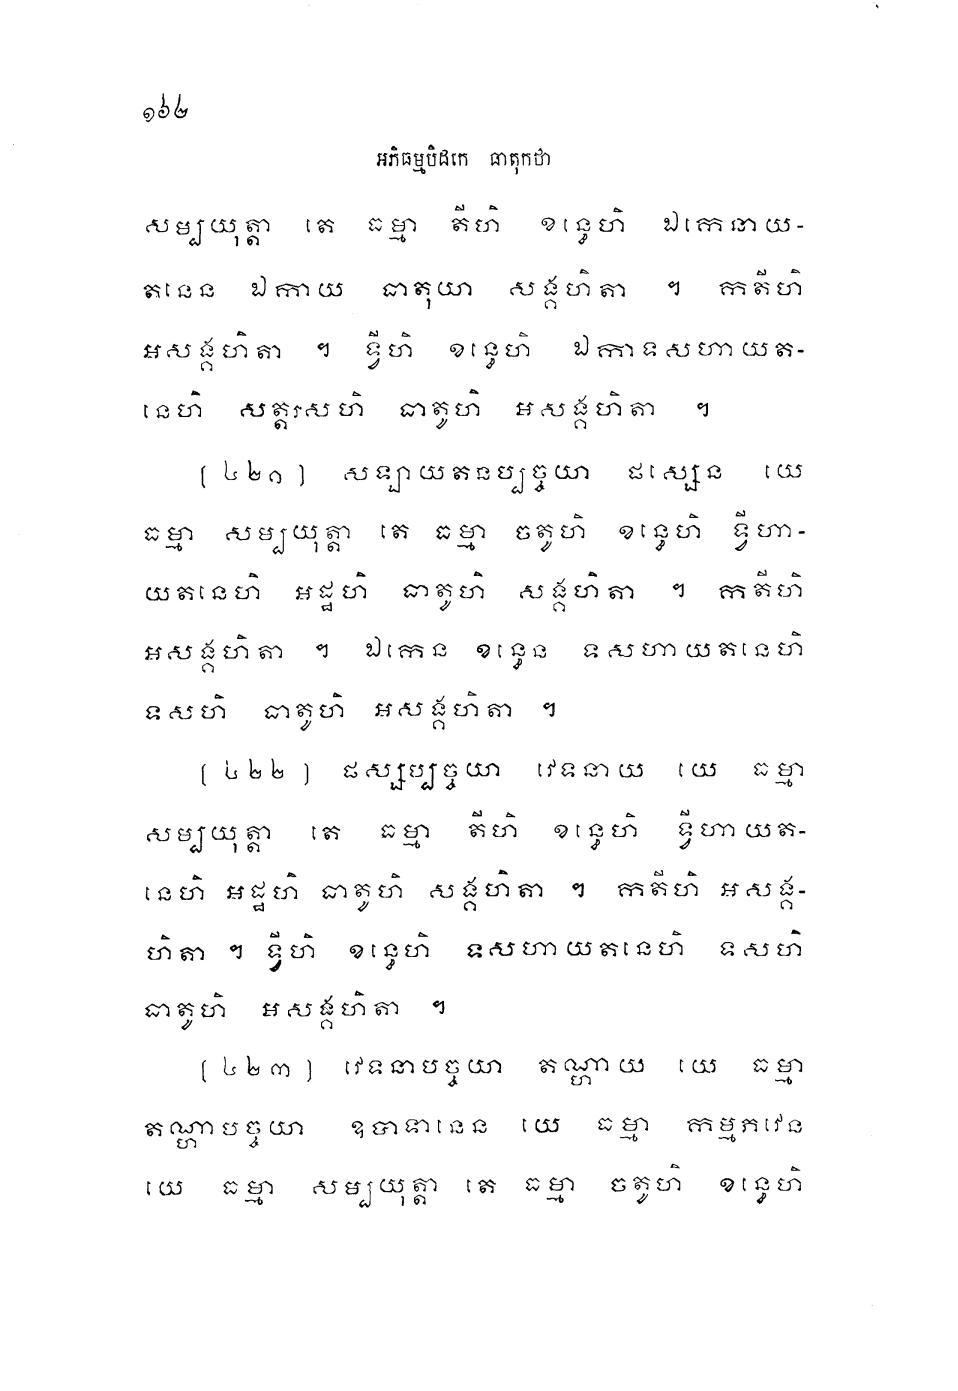 ១៦២
អភិធម្មបិដកេ ធាតុកថា
សម្បយុត្តា តេ ធម្មា តីហិ ខន្ធេហិ ឯកេនាយ-
តនេន ឯកាយ ធាតុយា សង្គហិតា ។ កតីហិ
អសង្គហិតា ។ ទ្វីហិ ខន្ធេហិ ឯកាទសហាយត-
នេហិ សត្តរសហិ ធាតូហិ អសង្គហិតា ។
(៤២១) សឡាយតនប្បច្ចយា ផស្សេន យេ
ធម្មា សម្បយុត្តា តេ ធម្មា ចតូហិ ខន្ធេហិ ទ្វីហា-
យតនេហិ អដ្ឋហិ ធាតូហិ សង្គហិតា ។ កតីហិ
អសង្គហិតា ។ ឯកេន ខន្ធេន ទសហាយតនេហិ
ទសហិ ធាតូហិ អសង្គហិតា ។
(៤២២) ផស្សប្បច្ចយា វេទនាយ យេ ធម្មា
សម្បយុត្តា តេ ធម្មា តីហិ ខន្ធេហិ ទ្វីហាយត-
នេហិ អដ្ឋហិ ធាតូហិ សង្គហិតា ។ កតីហិ អសង្គ-
ហិតា ។ ទ្វីហិ ខន្ធេហិ ទសហាយតនេហិ ទសហិ
ធាតូហិ អសង្គហិតា ។
(៤២៣) វេទនាបច្ចយា តណ្ហាយ យេ ធម្មា
តណ្ហាបច្ចយា ឧបាទានេន យេ ធម្មា កម្មភវេន
យេ ធម្មា សម្បយុត្តា តេ ធម្មា ចតូហិ ខន្ធេហិ